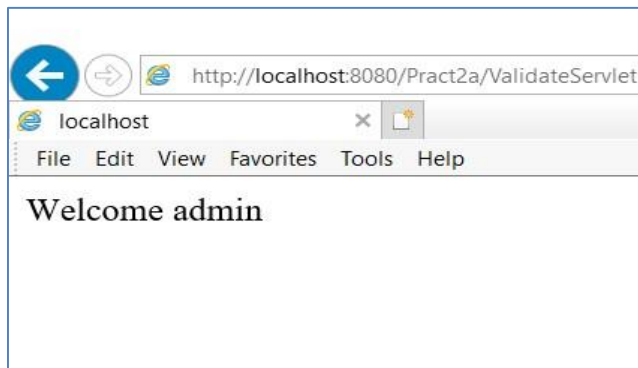 http://localhost:8080/Pract2a/ValidateServlet
localhost
File Edit View Favorites Tools Help
Welcome admin